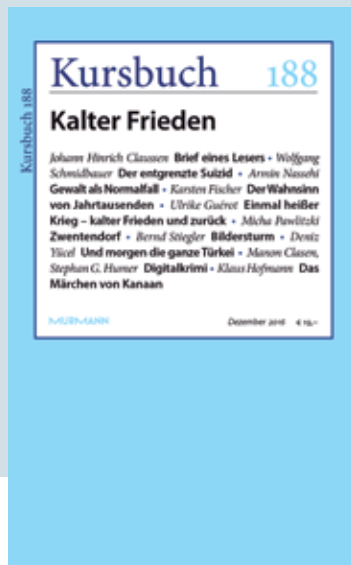 Kursbuch 188
Kursbuch 188
Kalter Frieden
Johann Hinrich Claussen Brief eines Lesers • Wolfgang
Schmidbauer Der entgrenzte Suizid • Armin Nassehi
Gewalt als Normalfall • Karsten Fischer Der Wahnsinn
von Jahrtausenden • Ulrike Guérot Einmal heißer
Krieg – kalter Frieden und zurück • Micha Pawlitzki
Zwentendorf • Bernd Stiegler Bildersturm • Deniz
Yücel Und morgen die ganze Türkei • Manon Clasen,
Stephan G. Humer Digitalkrimi • Klaus Hofmann Das
Märchen von Kanaan
MURMANN Dezember 2016 € 19,–